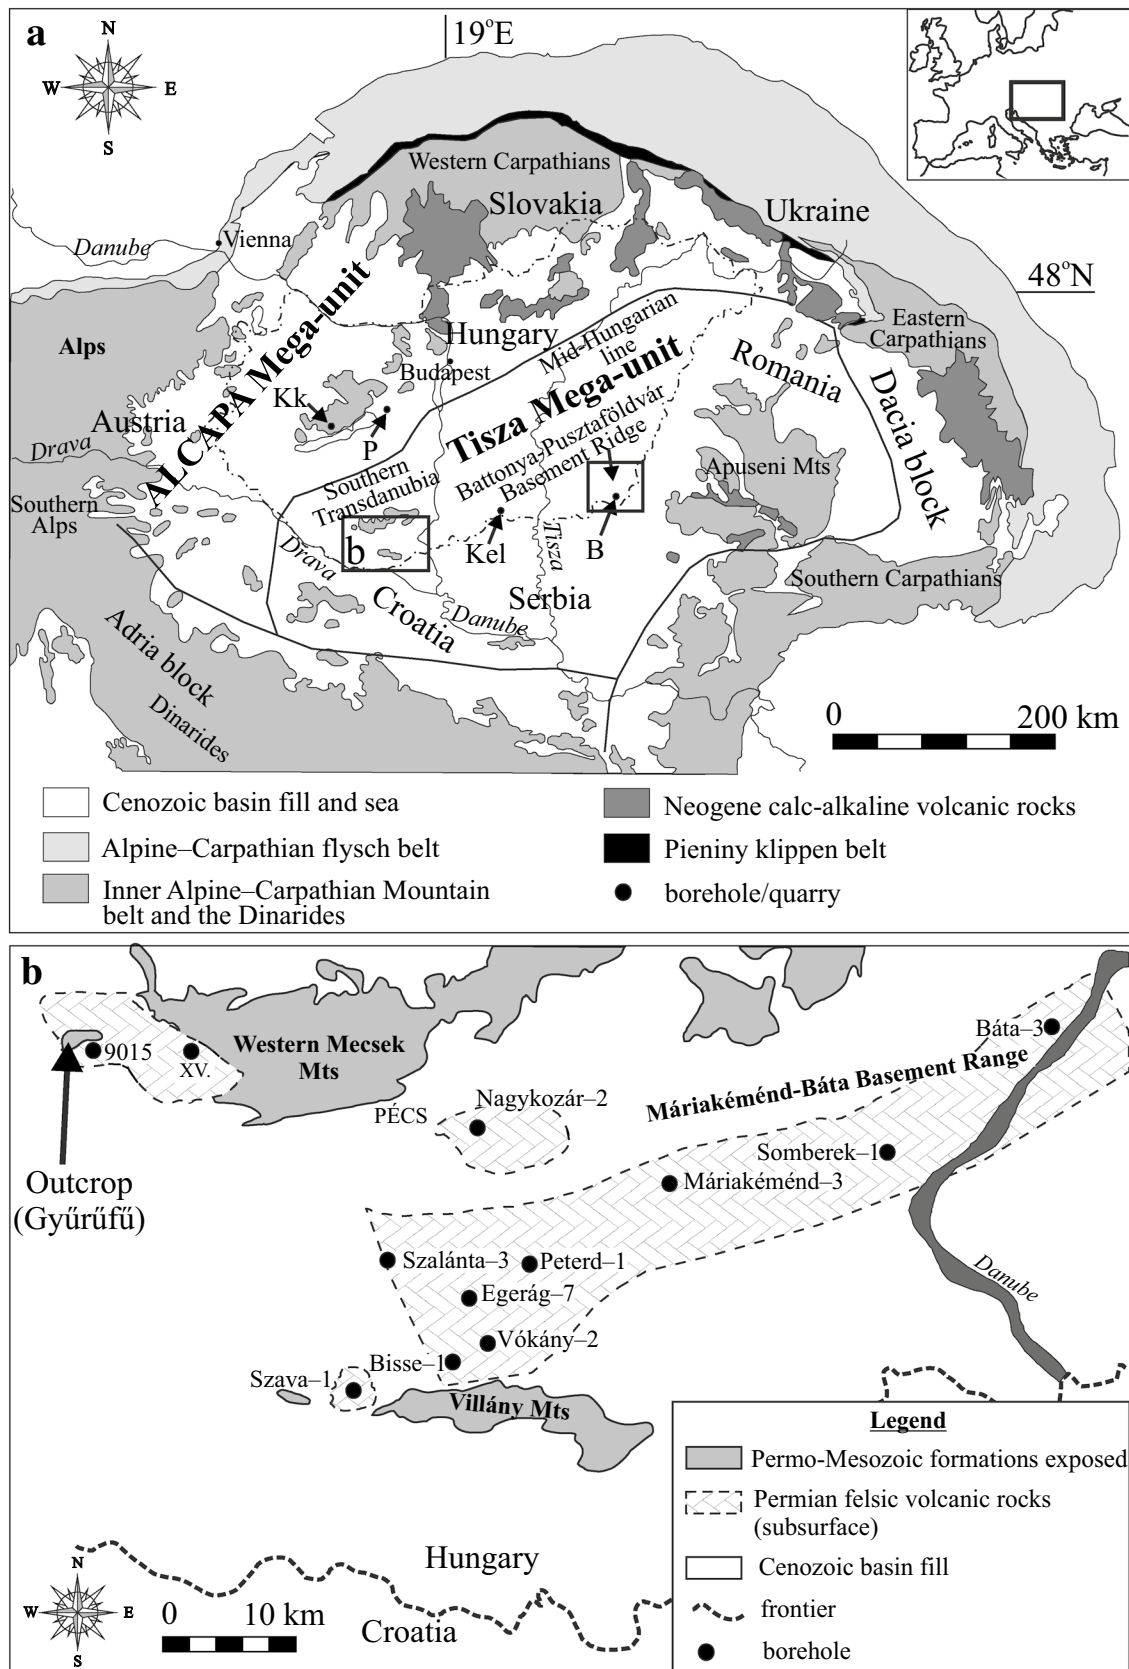 a
N
W
E
S
19°E
Western Carpathians
Slovakia
Ukraine
Danube
Vienna
48°N
ALCAPA Mega-unit
Hungary
Mid-Hungarian
line
Eastern
Carpathians
Alps
Budapest
Tisza Mega-unit
Romania
Dacia block
Kk
P
Austria
Drava
Southern
Transdanubia
Battonya-Pusztaföldvár
Basement Ridge
Apuseni Mts
Southern
Alps
b
Drava
Kel
Tisza
B
Southern Carpathians
Croatia
Danube
Serbia
Adria block
Dinarides
0
200 km
Cenozoic basin fill and sea
Alpine–Carpathian flysch belt
Inner Alpine–Carpathian Mountain
belt and the Dinarides
Neogene calc-alkaline volcanic rocks
Pieniny klippen belt
borehole/quarry
b
9015
XV.
Western Mecsek
Mts
Báta–3
Máriakéménd-Báta Basement Range
Nagykozár–2
PÉCS
Somberek–1
Máriakéménd–3
Outcrop
(Gyűrűfű)
Szalánta–3
Peterd–1
Egerág–7
Danube
Vókány–2
Bisse–1
Szava–1
Villány Mts
Legend
Permo-Mesozoic formations exposed
Permian felsic volcanic rocks
(subsurface)
Cenozoic basin fill
frontier
borehole
Hungary
Croatia
N
W
E
S
0
10 km